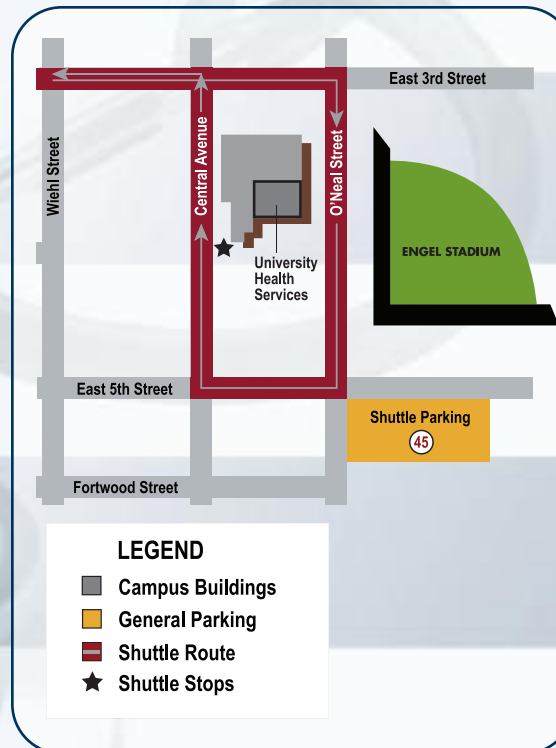 East 3rd Street
Wiehl Street
Central Avenue
O'Neal Street
ENGEL STADIUM
University
Health
Services
East 5th Street
Shuttle Parking
45
Fortwood Street
LEGEND
Campus Buildings
General Parking
Shuttle Route
Shuttle Stops